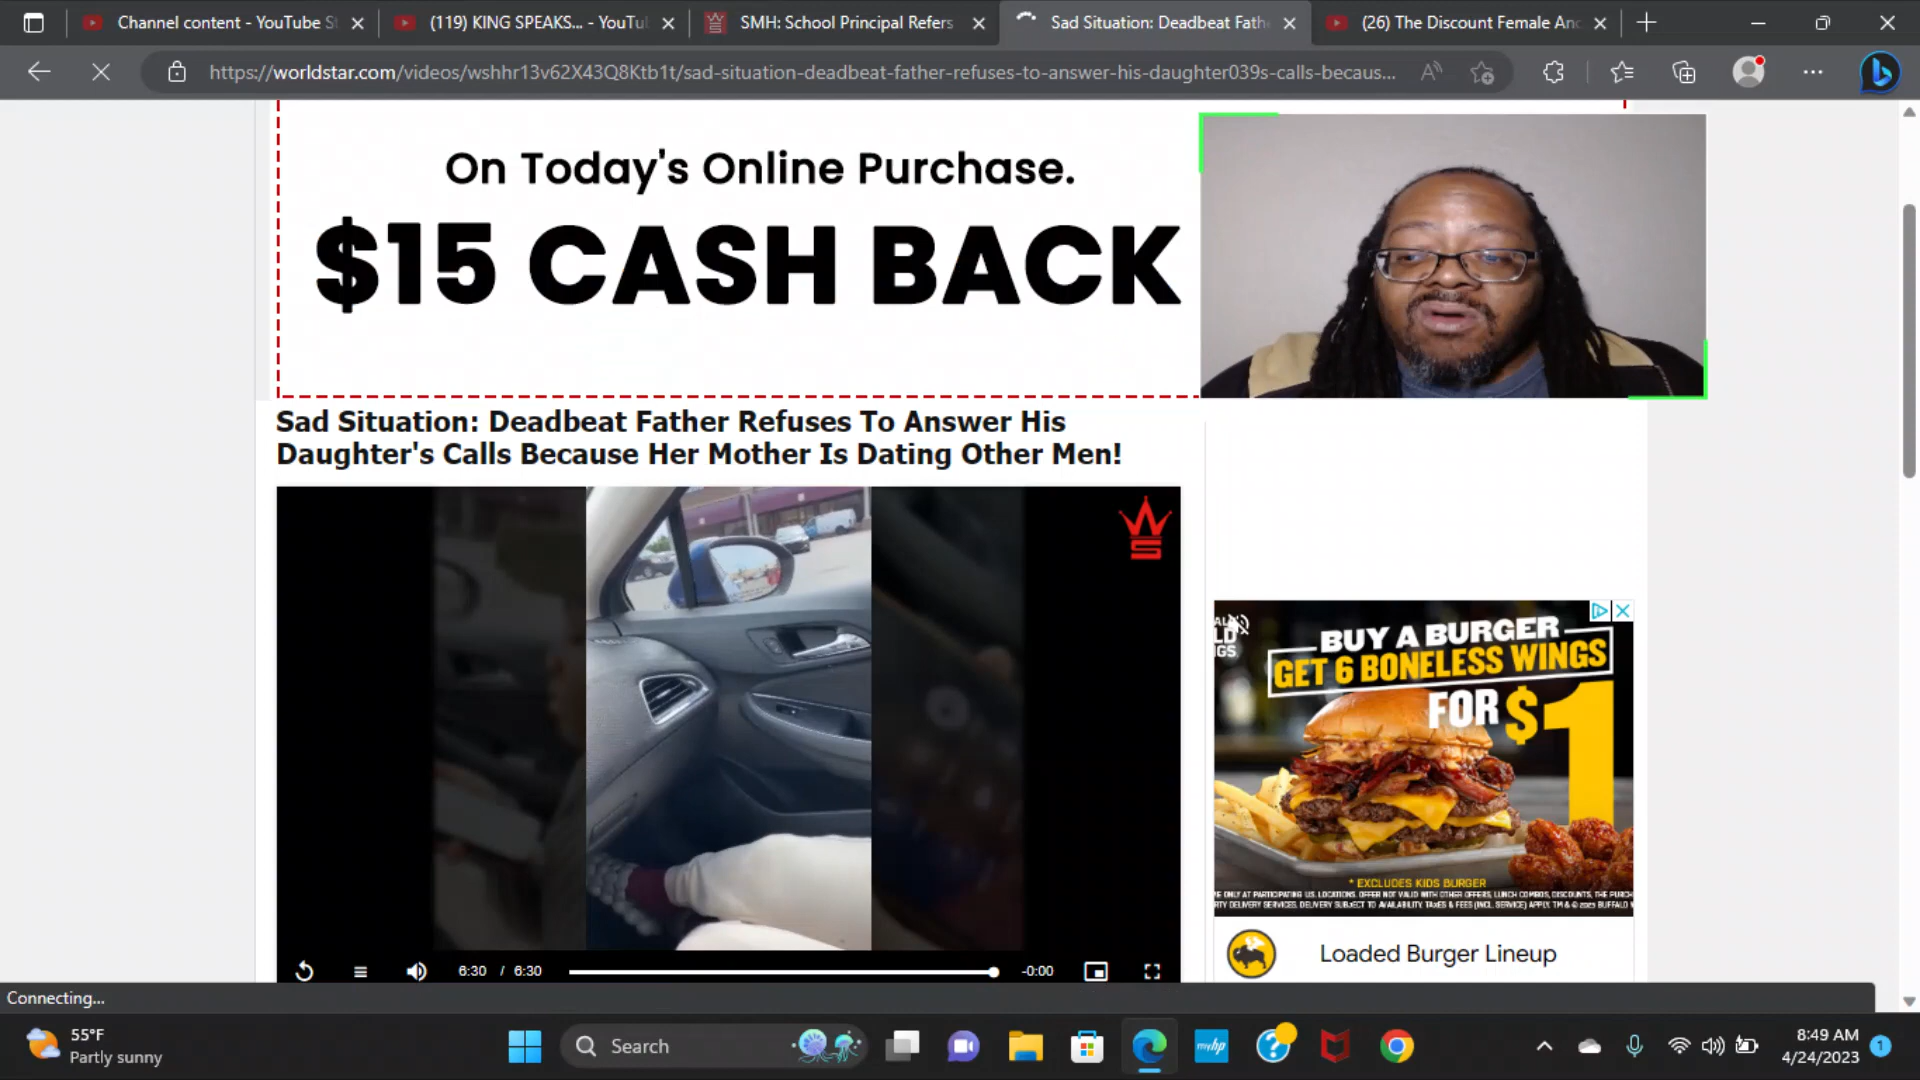 Channel content - YouTube S
(119) KING SPEAKS... - YouTu
SMH: School Principal Refers
Sad Situation: Deadbeat Fath
(26) The Discount Female An
https://worldstar.com/videos/wshhr13v62X43Q8Ktb1t/sad-situation-deadbeat-father-refuses-to-answer-his-daughter039s-calls-becaus...
On Today's Online Purchase.
$15 CASH BACK
Sad Situation: Deadbeat Father Refuses To Answer His
Daughter's Calls Because Her Mother Is Dating Other Men!
BUY A BURGER
GET 6 BONELESS WINGS
FOR $1
* EXCLUDES KIDS BURGER
Loaded Burger Lineup
6:30 / 6:30
-0:00
Connecting...
55°F
Partly sunny
Search
myhp
8:49 AM
4/24/2023
1